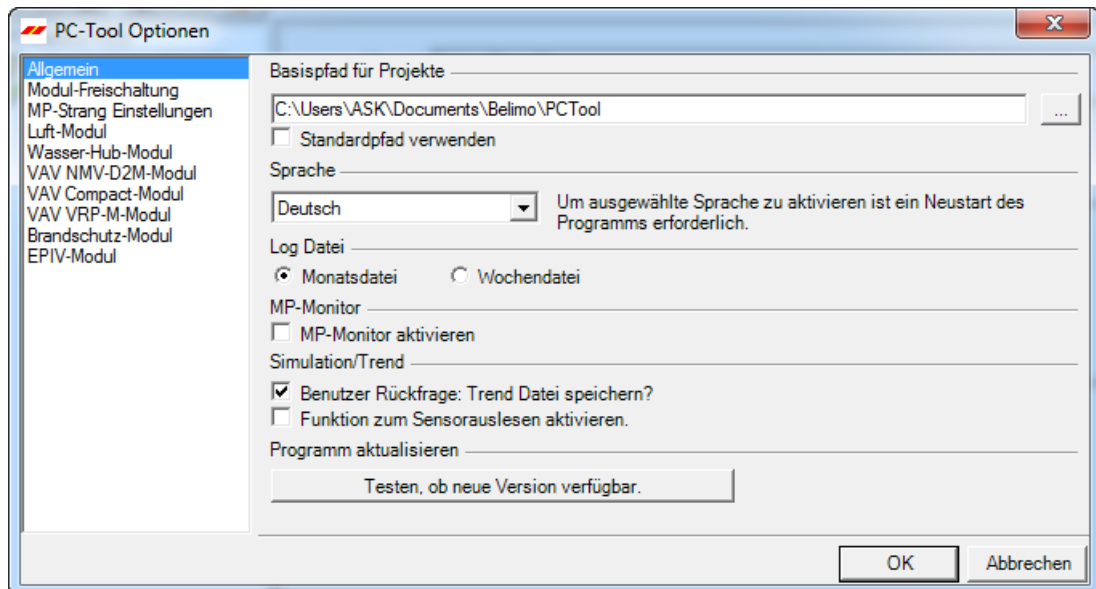 PC-Tool Optionen
Allgemein
Modul-Freischaltung
MP-Strang Einstellungen
Luft-Modul
Wasser-Hub-Modul
VAV NMV-D2M-Modul
VAV Compact-Modul
VAV VRP-M-Modul
Brandschutz-Modul
EPIV-Modul
Basispfad für Projekte
C:\Users\ASK\Documents\Belimo\PCTool
...
Standardpfad verwenden
Sprache
Deutsch
Um ausgewählte Sprache zu aktivieren ist ein Neustart des
Programms erforderlich.
Log Datei
Monatsdatei
Wochendatei
MP-Monitor
MP-Monitor aktivieren
Simulation/Trend
Benutzer Rückfrage: Trend Datei speichern?
Funktion zum Sensorauslesen aktivieren.
Programm aktualisieren
Testen, ob neue Version verfügbar.
OK
Abbrechen